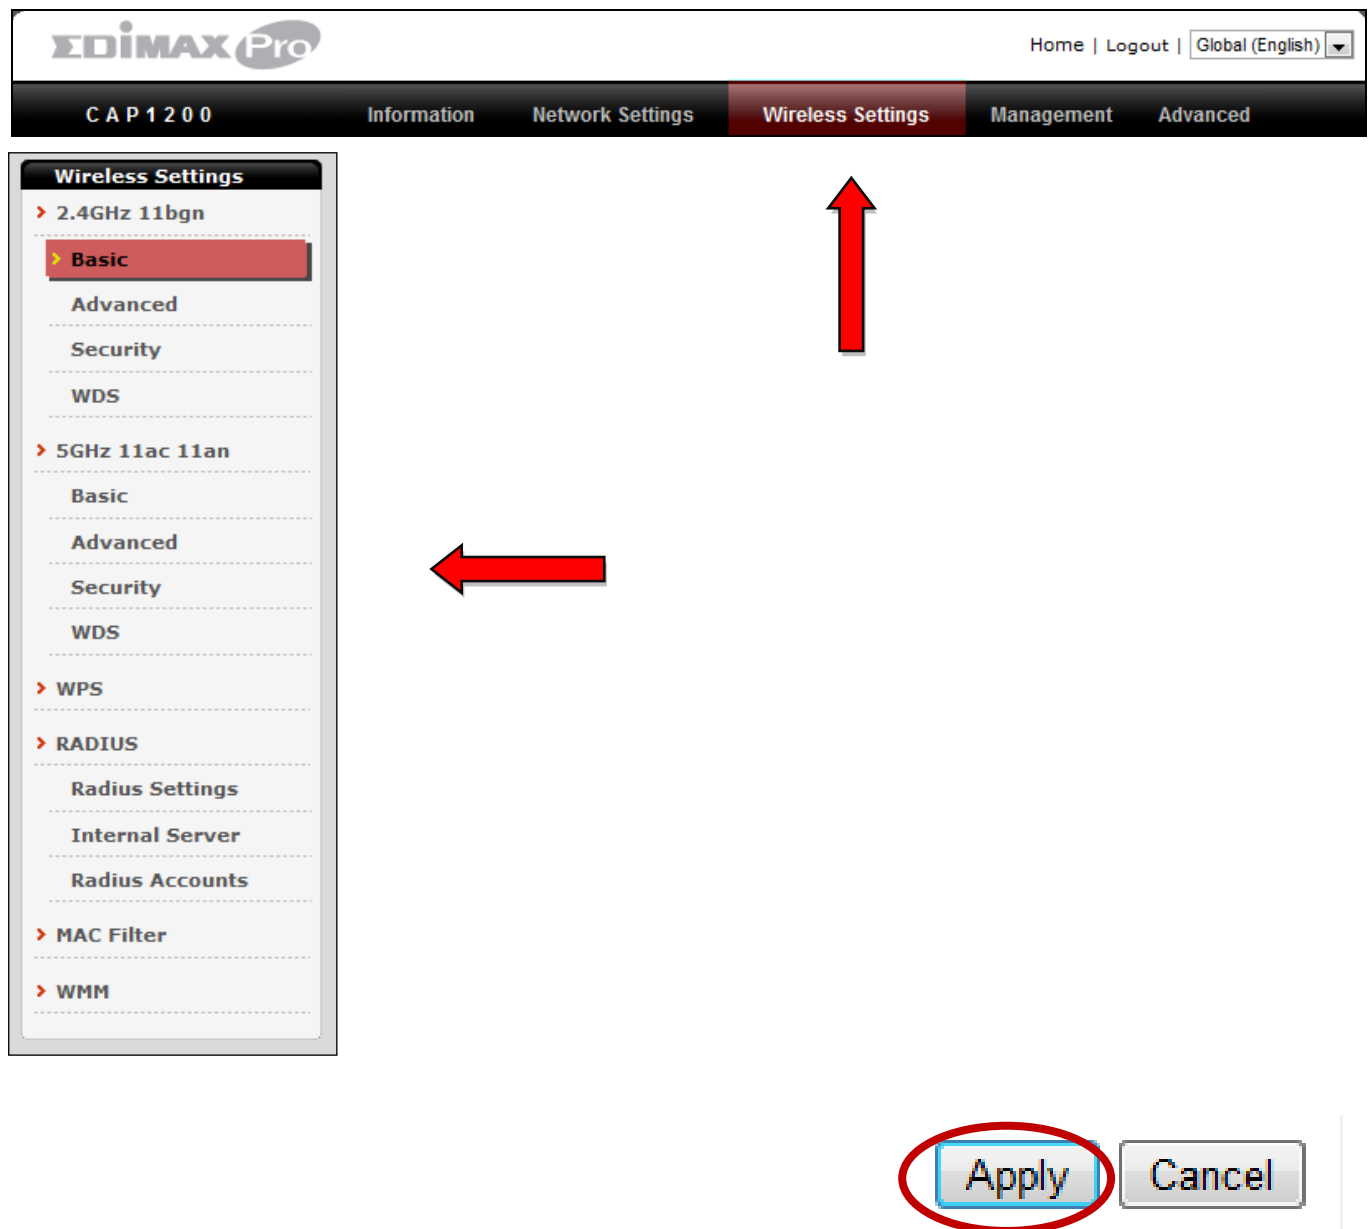 EDIMAX Pro
Home | Logout | Global (English)
CAP1200 Information Network Settings Wireless Settings Management Advanced
Wireless Settings
2.4GHz 11bgn
Basic
Advanced
Security
WDS
5GHz 11ac 11an
Basic
Advanced
Security
WDS
WPS
RADIUS
Radius Settings
Internal Server
Radius Accounts
MAC Filter
WMM
Apply Cancel